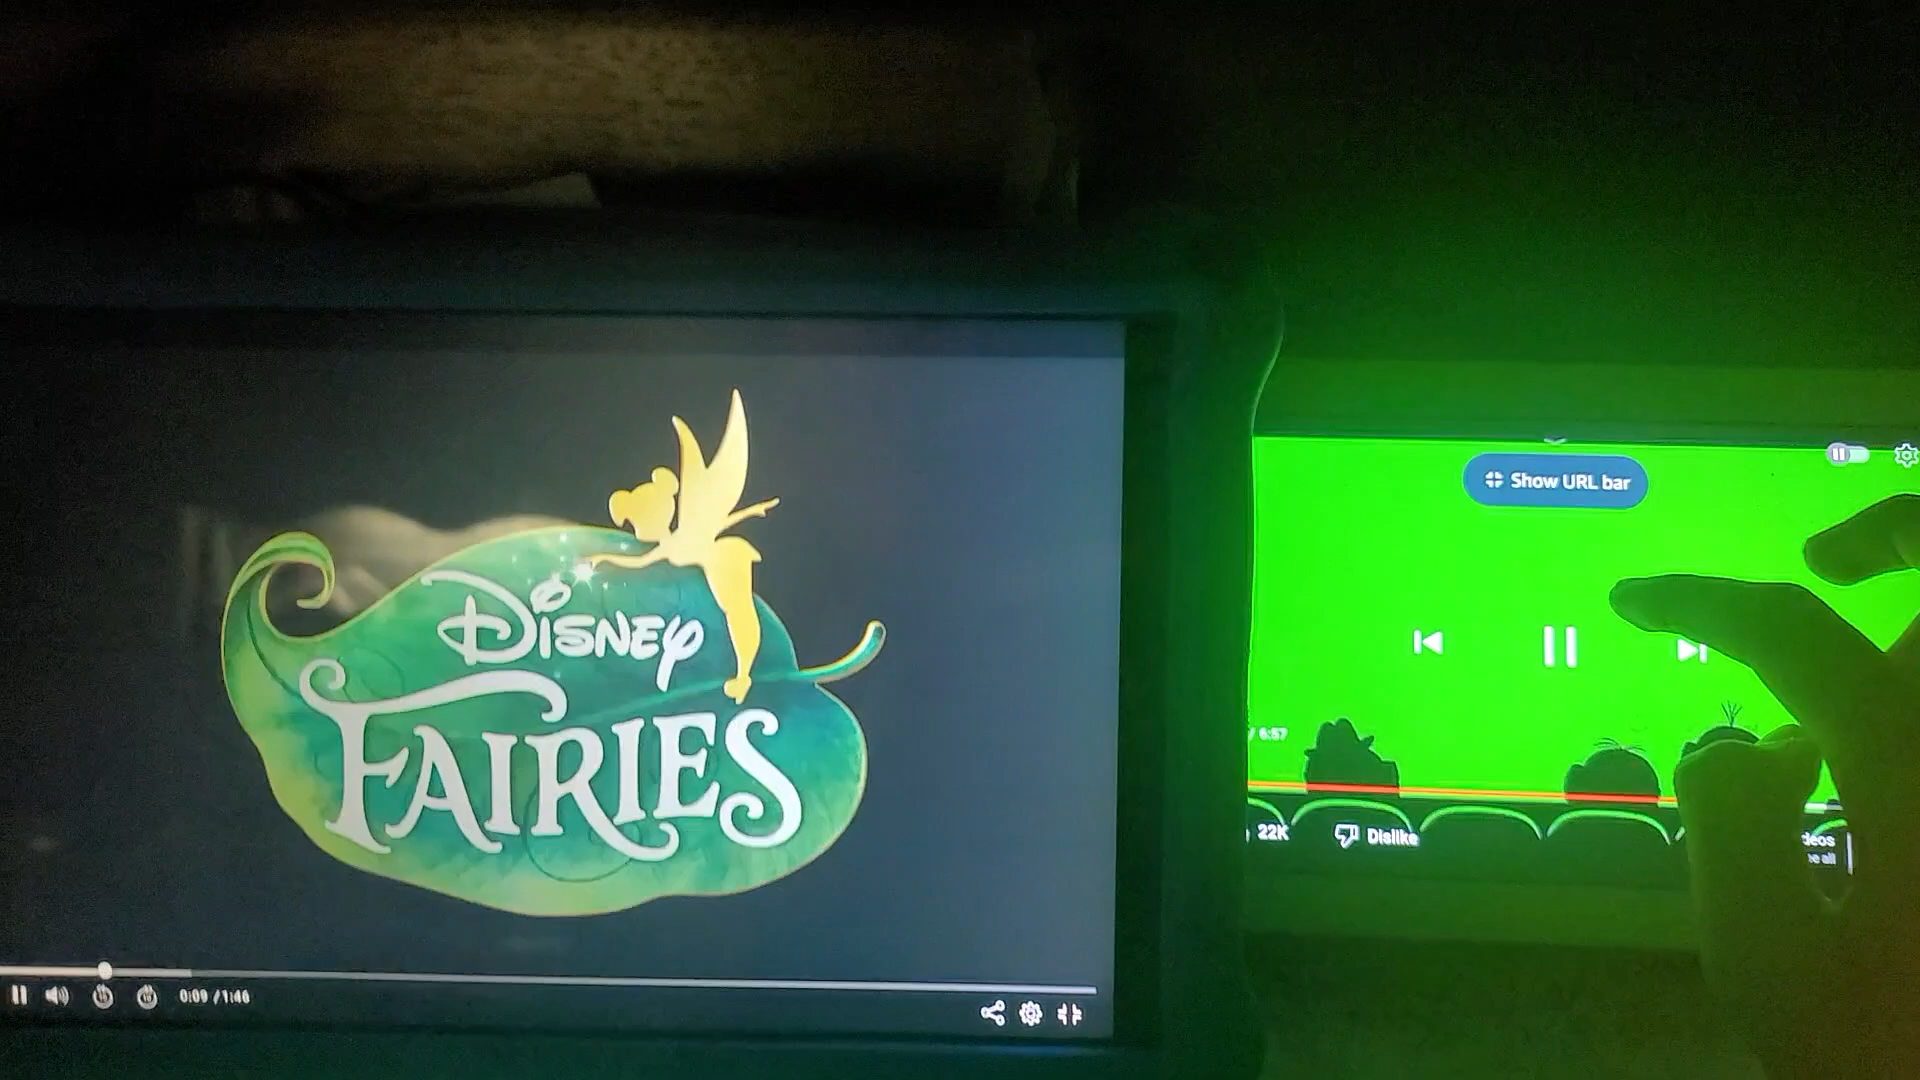 DISNEY
FAIRIES
0:09 / 1:46
Show URL bar
/ 6:57
22K
Dislike